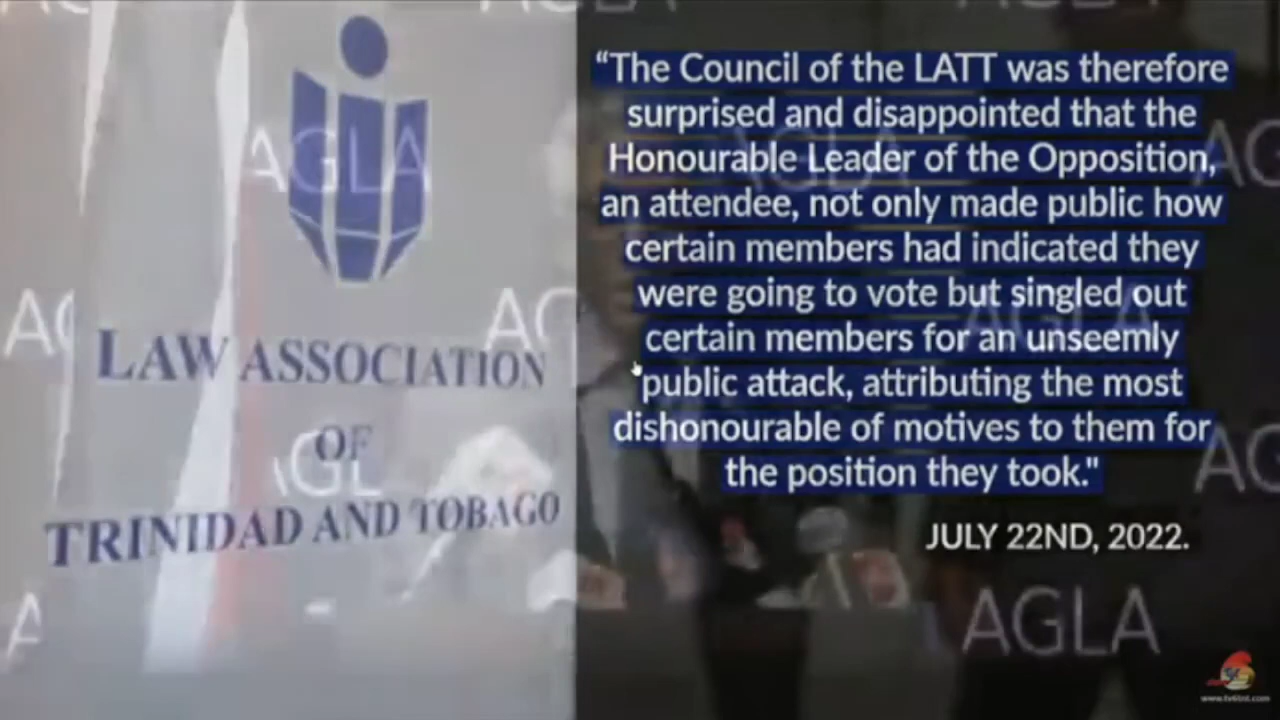 LAW ASSOCIATION
OF
TRINIDAD AND TOBAGO
“The Council of the LATT was therefore
surprised and disappointed that the
Honourable Leader of the Opposition,
an attendee, not only made public how
certain members had indicated they
were going to vote but singled out
certain members for an unseemly
public attack, attributing the most
dishonourable of motives to them for
the position they took."
JULY 22ND, 2022.
AGLA
AGLA